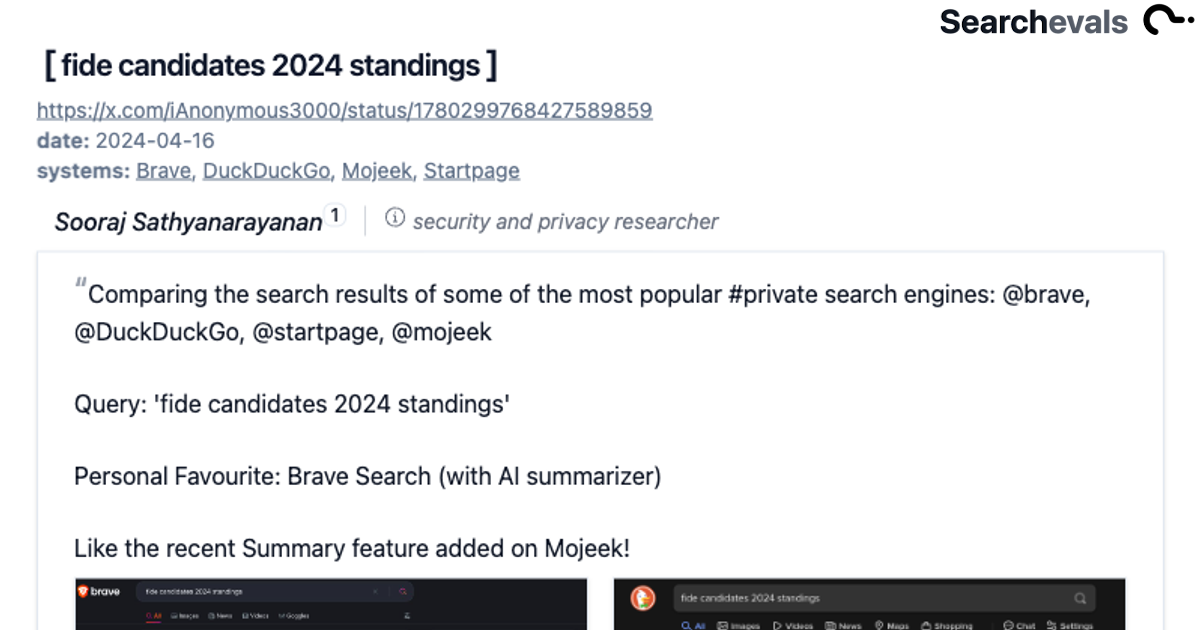 Searchevals
[ fide candidates 2024 standings ]
https://x.com/iAnonymous3000/status/1780299768427589859
date: 2024-04-16
systems: Brave, DuckDuckGo, Mojeek, Startpage
Sooraj Sathyanarayanan 1 security and privacy researcher
“Comparing the search results of some of the most popular #private search engines: @brave,
@DuckDuckGo, @startpage, @mojeek
Query: 'fide candidates 2024 standings'
Personal Favourite: Brave Search (with AI summarizer)
Like the recent Summary feature added on Mojeek!
brave fide candidates 2024 standings
All Images News Videos Goggles
fide candidates 2024 standings
All Images Videos News Maps Shopping Chat Settings